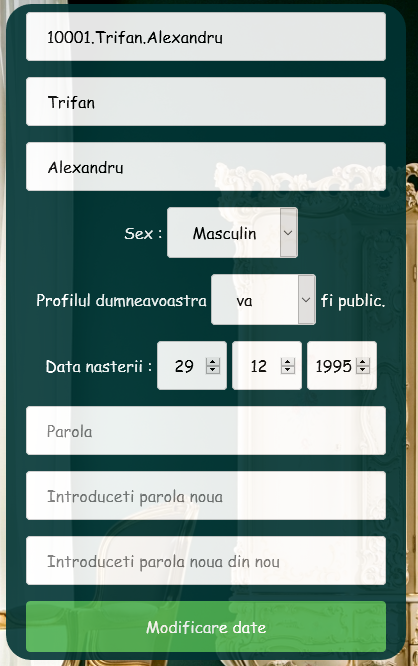 10001.Trifan.Alexandru
Trifan
Alexandru
Sex : Masculin
Profilul dumneavoastra va fi public.
Data nasterii : 29 12 1995
Parola
Introduceti parola noua
Introduceti parola noua din nou
Modificare date